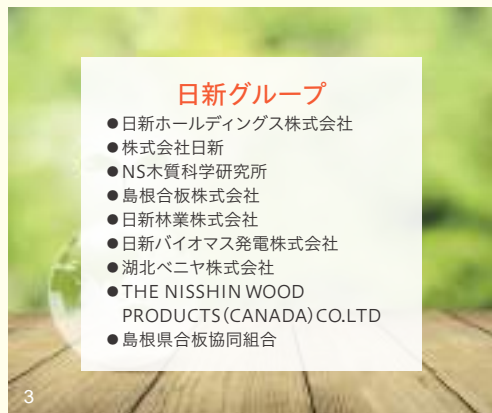 日新グループ
●日新ホールディングス株式会社
●株式会社日新
●NS木質科学研究所
●島根合板株式会社
●日新林業株式会社
●日新バイオマス発電株式会社
●湖北ベニヤ株式会社
●THE NISSHIN WOOD
PRODUCTS(CANADA)CO.LTD
●島根県合板協同組合
3